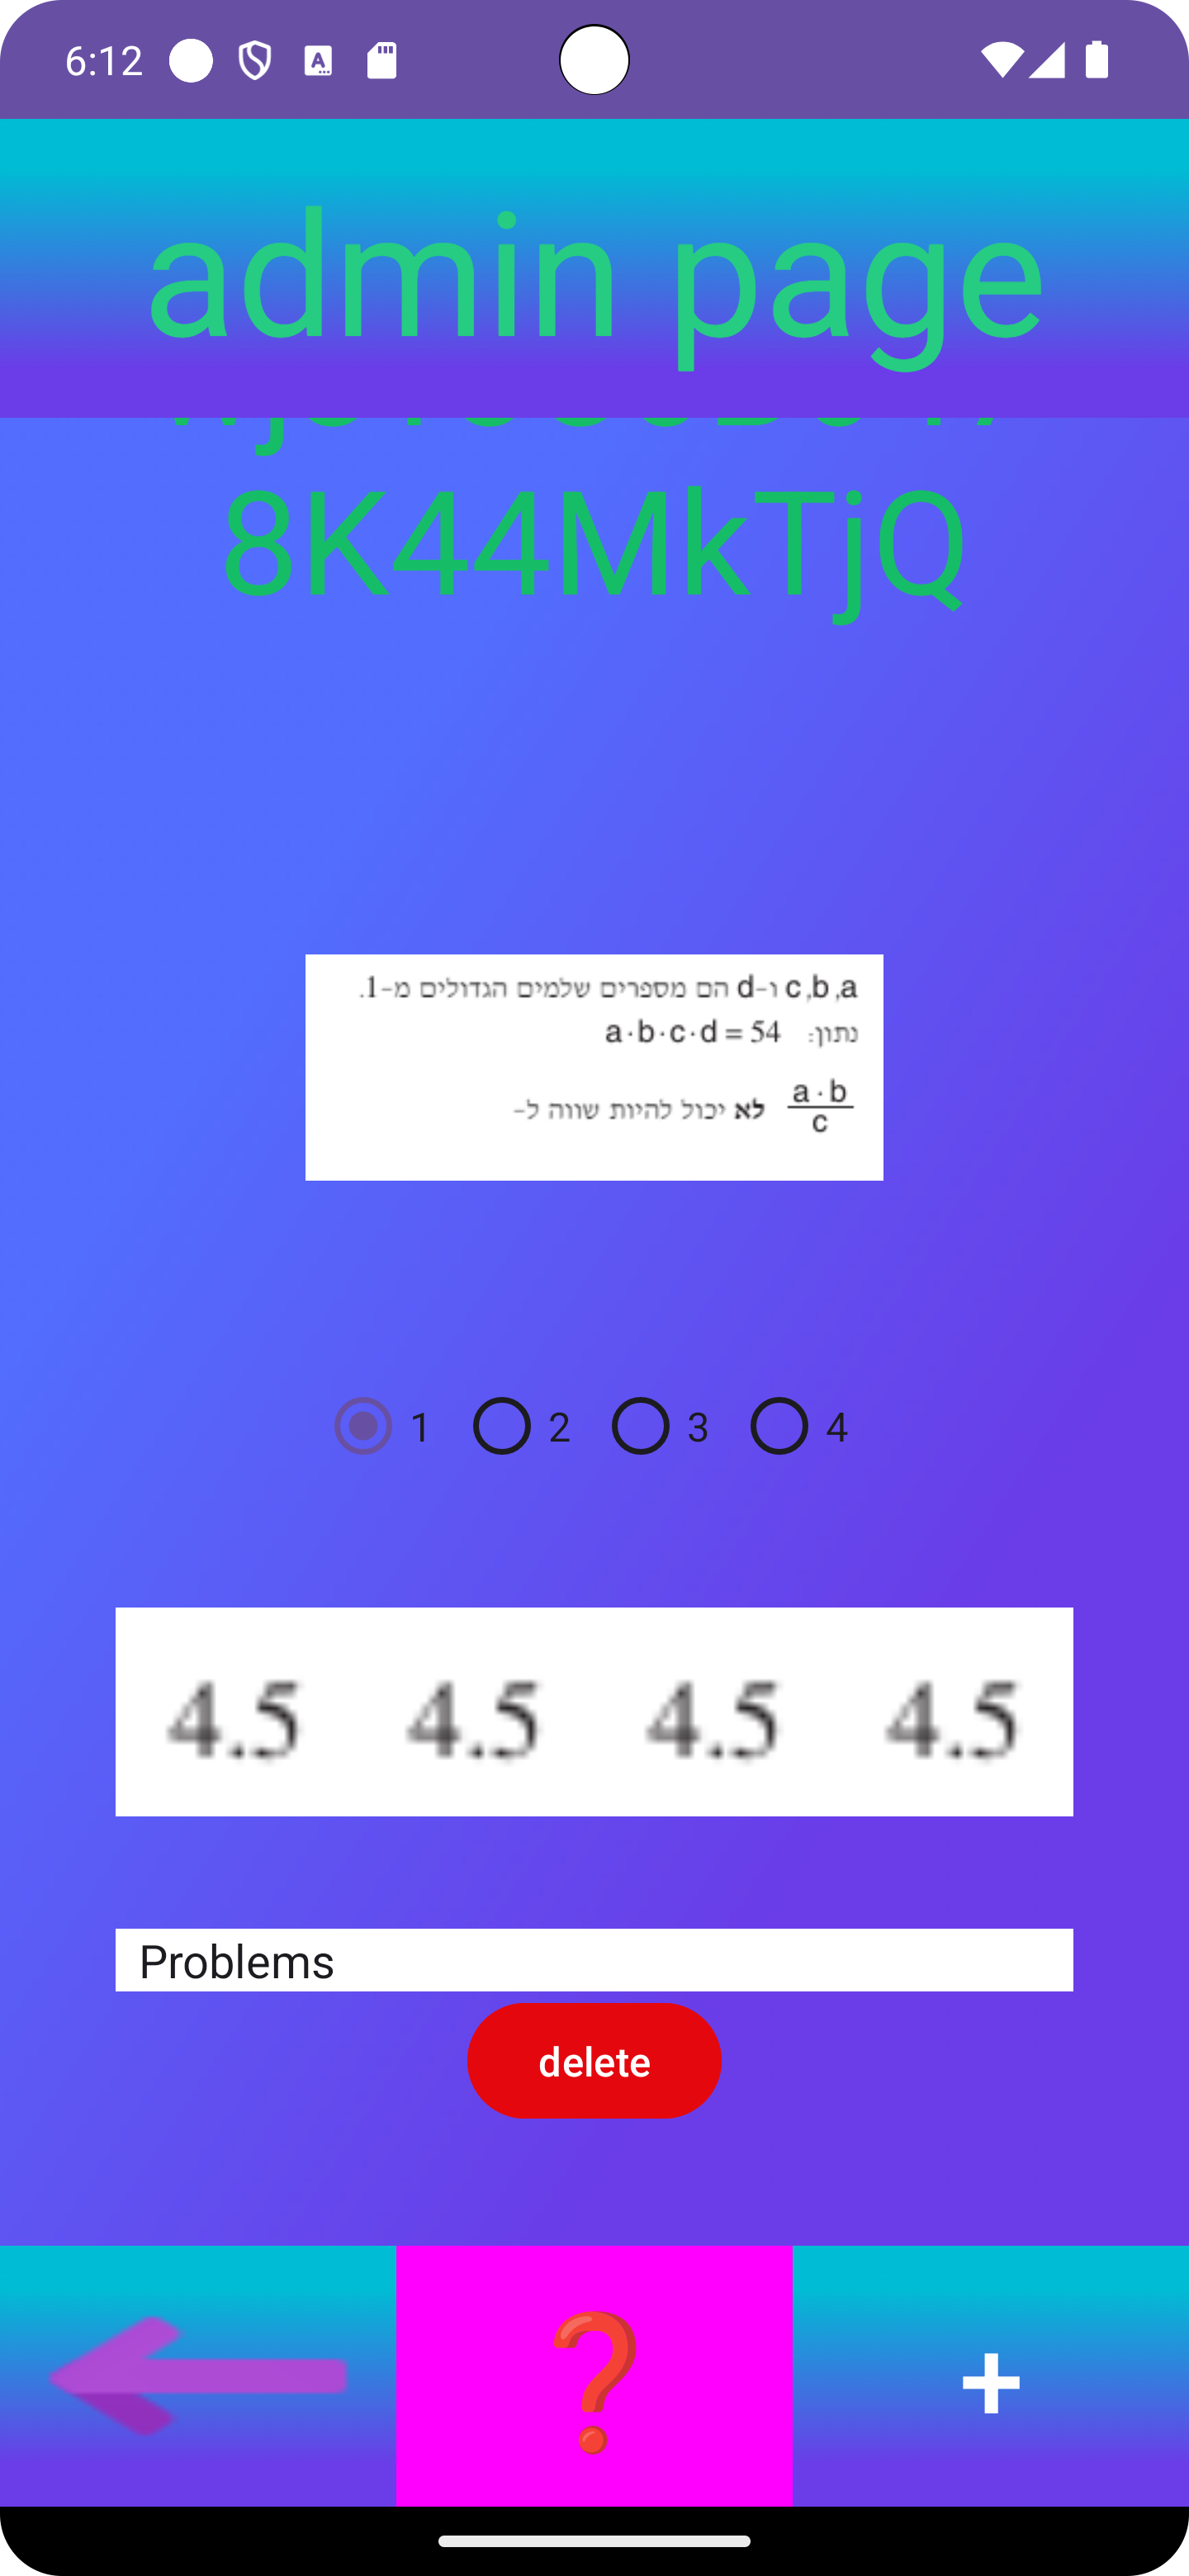 6:12
admin page
8K44MkTjQ
c ,b ,a ו-d הם מספרים שלמים הגדולים מ-1.
נתון: a·b·c·d = 54
a·b
c
לא יכול להיות שווה ל-
1 2 3 4
4.5 4.5 4.5 4.5
Problems
delete